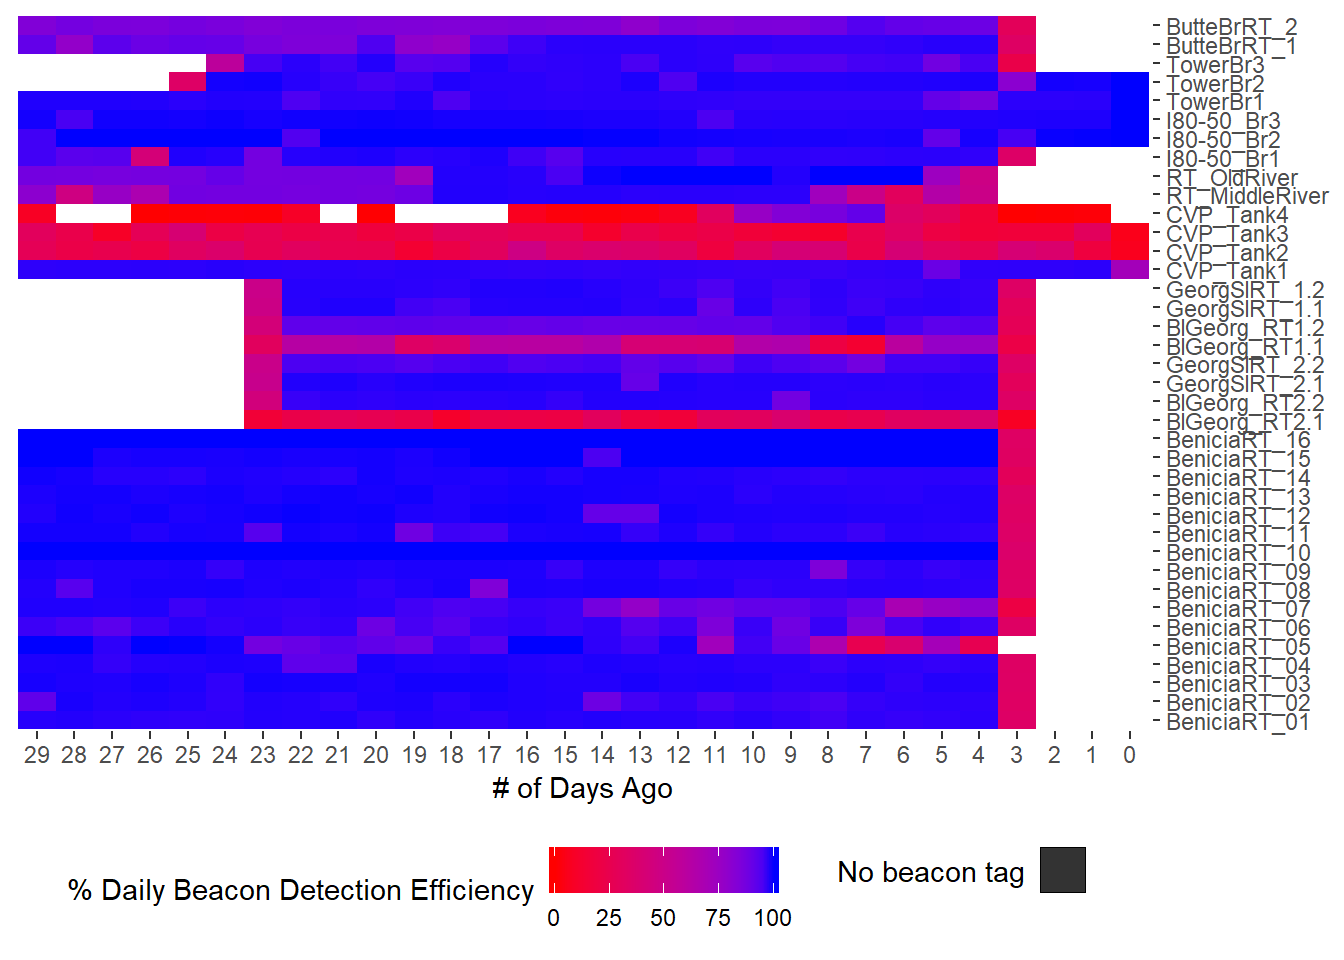 ButteBrRT_2
ButteBrRT_1
TowerBr3
TowerBr2
TowerBr1
I80-50_Br3
I80-50_Br2
I80-50_Br1
RT_OldRiver
RT_MiddleRiver
CVP_Tank4
CVP_Tank3
CVP_Tank2
CVP_Tank1
GeorgSlRT_1.2
GeorgSlRT_1.1
BlGeorg_RT1.2
BlGeorg_RT1.1
GeorgSlRT_2.2
GeorgSlRT_2.1
BlGeorg_RT2.2
BlGeorg_RT2.1
BeniciaRT_16
BeniciaRT_15
BeniciaRT_14
BeniciaRT_13
BeniciaRT_12
BeniciaRT_11
BeniciaRT_10
BeniciaRT_09
BeniciaRT_08
BeniciaRT_07
BeniciaRT_06
BeniciaRT_05
BeniciaRT_04
BeniciaRT_03
BeniciaRT_02
BeniciaRT_01
29 28 27 26 25 24 23 22 21 20 19 18 17 16 15 14 13 12 11 10 9 8 7 6 5 4 3 2 1 0
# of Days Ago
% Daily Beacon Detection Efficiency
0 25 50 75 100
No beacon tag